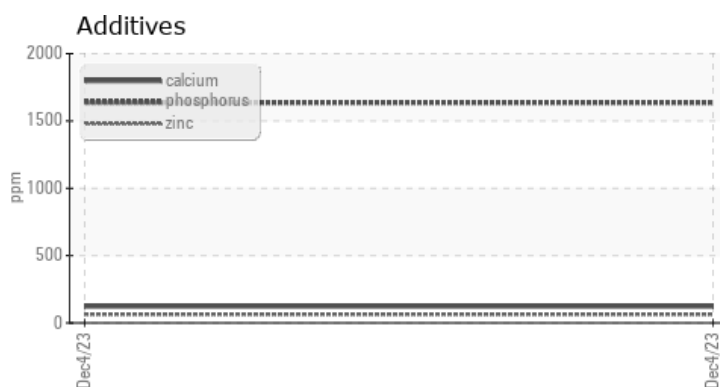 Additives
2000
1500
1000
500
0
ppm
calcium
phosphorus
zinc
Dec4/23
Dec4/23